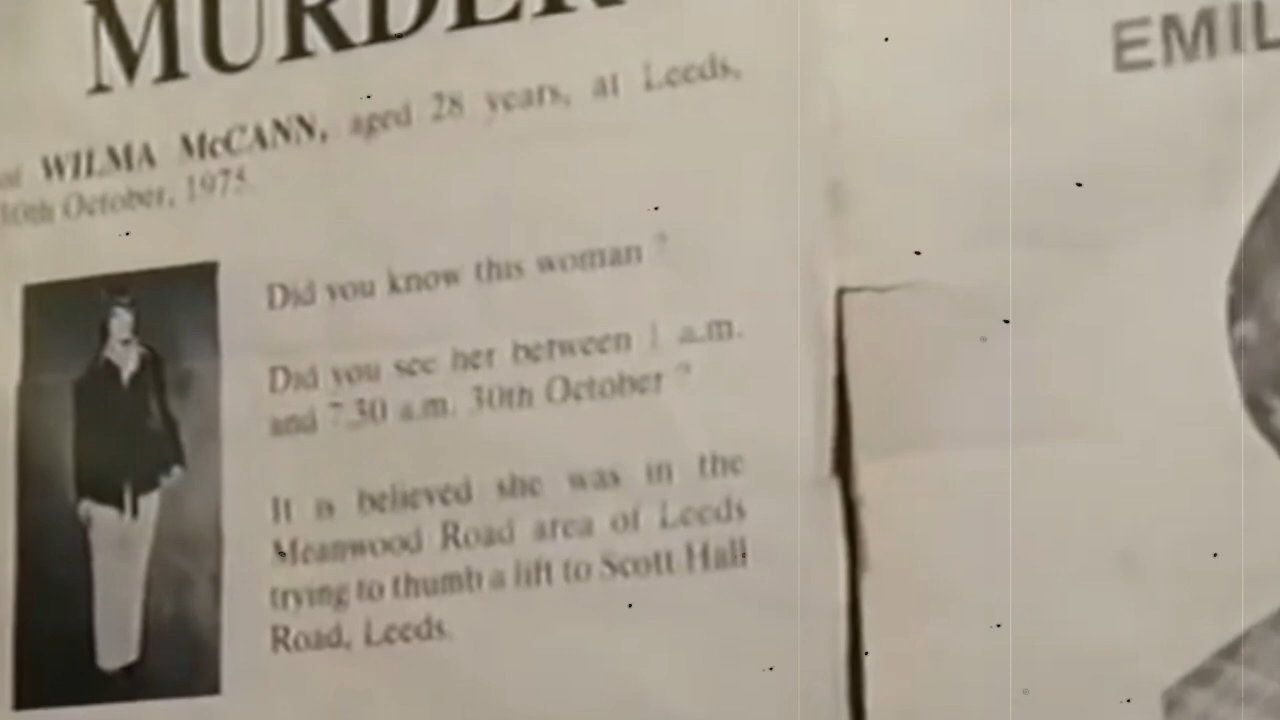 MURDER
of WILMA McCANN, aged 28 years, at Leeds,
30th October, 1975.
Did you know this woman ?
Did you see her between 1 a.m.
and 7.30 a.m. 30th October ?
It is believed she was in the
Meanwood Road area of Leeds
trying to thumb a lift to Scott Hall
Road, Leeds.
EMIL